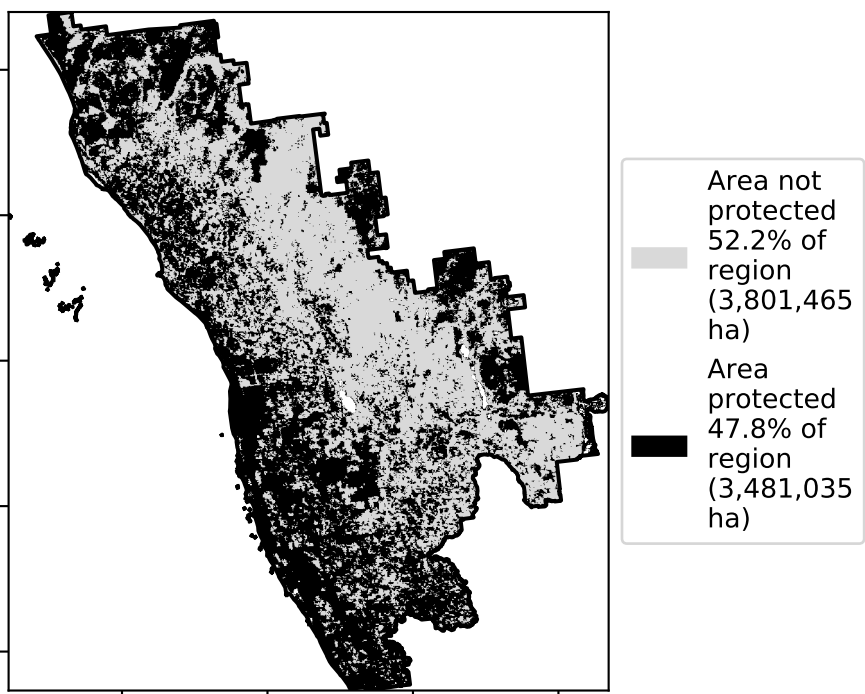 Area not
protected
52.2% of
region
(3,801,465
ha)
Area
protected
47.8% of
region
(3,481,035
ha)